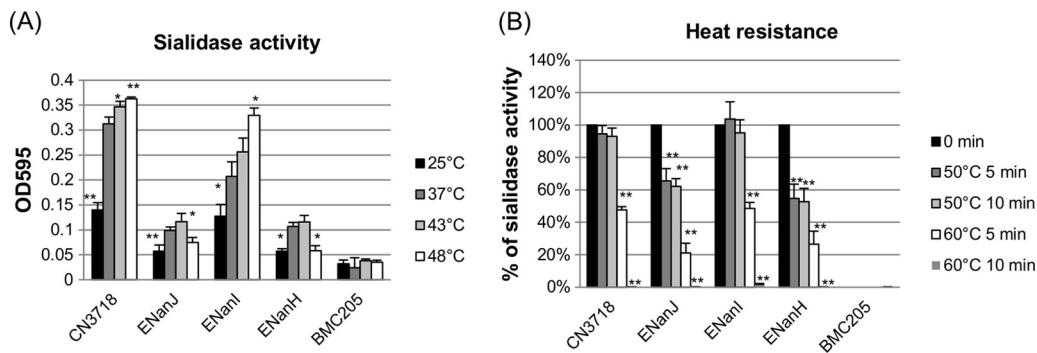 (A)
Sialidase activity
OD595
0.4
0.35
0.3
0.25
0.2
0.15
0.1
0.05
0
** * **
** *
* *
* *
CN3718
ENanJ
ENanI
ENanH
BMC205
25°C
37°C
43°C
48°C
(B)
Heat resistance
% of sialidase activity
140%
120%
100%
80%
60%
40%
20%
0%
** **
** ** ** **
** **
** ** ** **
CN3718
ENanJ
ENanI
ENanH
BMC205
0 min
50°C 5 min
50°C 10 min
60°C 5 min
60°C 10 min